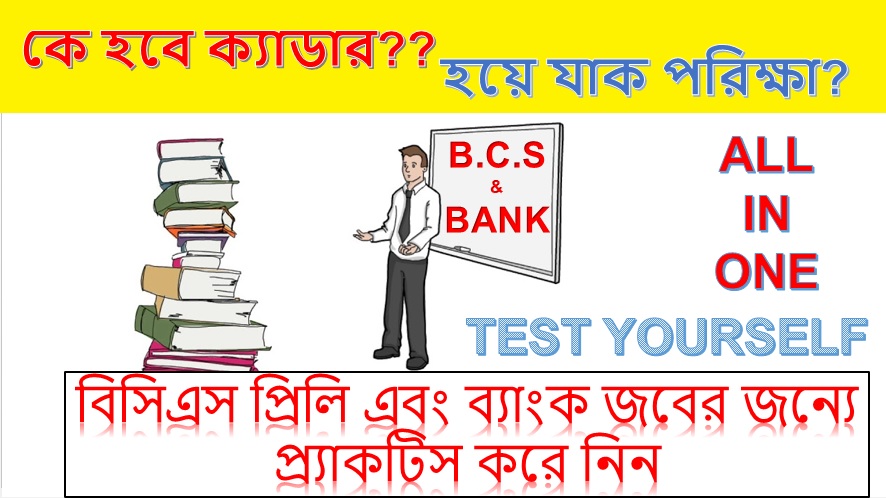 কে হবে ক্যাডার??
হয়ে যাক পরিক্ষা?
B.C.S
&
BANK
ALL
IN
ONE
TEST YOURSELF
বিসিএস প্রিলি এবং ব্যাংক জবের জন্যে
প্র্যাকটিস করে নিন